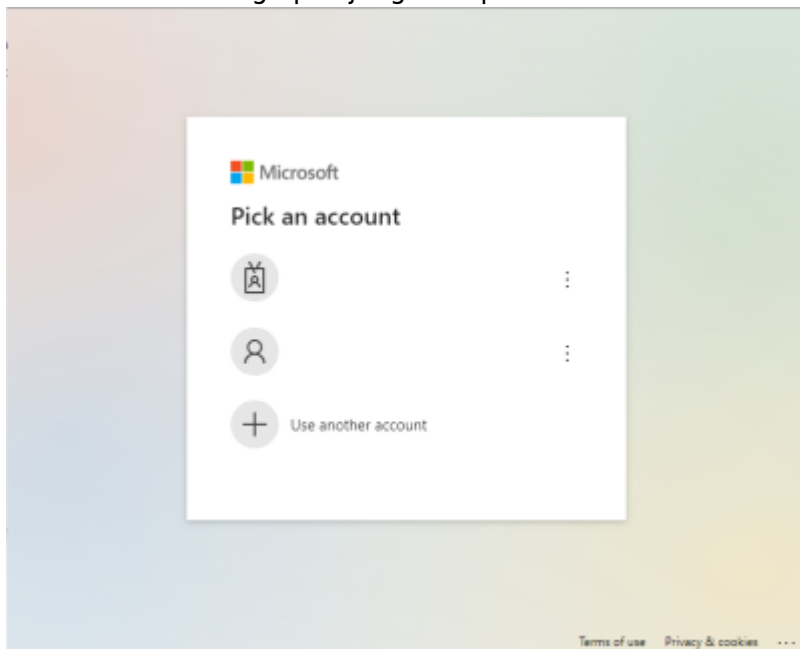 Microsoft
Pick an account
Use another account
Terms of use Privacy & cookies ...